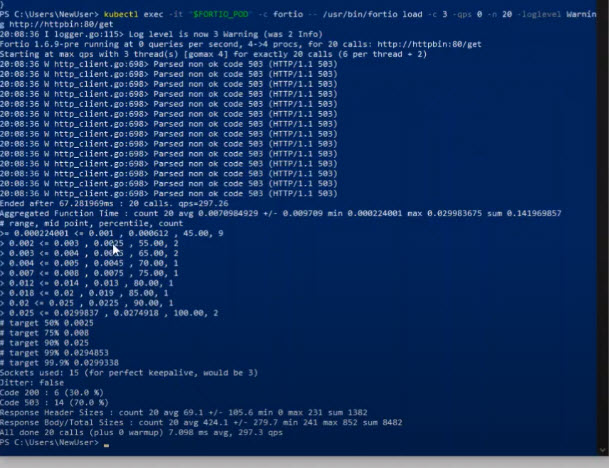 }
PS C:\Users\NewUser> kubectl exec -it "$FORTIO_POD" -c fortio -- /usr/bin/fortio load -c 3 -qps 0 -n 20 -loglevel Warnin
g http://httpbin:80/get
20:08:36 I logger.go:115> Log level is now 3 Warning (was 2 Info)
Fortio 1.6.9-pre running at 0 queries per second, 4->4 procs, for 20 calls: http://httpbin:80/get
Starting at max qps with 3 thread(s) [gomax 4] for exactly 20 calls (6 per thread + 2)
20:08:36 W http_client.go:698> Parsed non ok code 503 (HTTP/1.1 503)
20:08:36 W http_client.go:698> Parsed non ok code 503 (HTTP/1.1 503)
20:08:36 W http_client.go:698> Parsed non ok code 503 (HTTP/1.1 503)
20:08:36 W http_client.go:698> Parsed non ok code 503 (HTTP/1.1 503)
20:08:36 W http_client.go:698> Parsed non ok code 503 (HTTP/1.1 503)
20:08:36 W http_client.go:698> Parsed non ok code 503 (HTTP/1.1 503)
20:08:36 W http_client.go:698> Parsed non ok code 503 (HTTP/1.1 503)
20:08:36 W http_client.go:698> Parsed non ok code 503 (HTTP/1.1 503)
20:08:36 W http_client.go:698> Parsed non ok code 503 (HTTP/1.1 503)
20:08:36 W http_client.go:698> Parsed non ok code 503 (HTTP/1.1 503)
20:08:36 W http_client.go:698> Parsed non ok code 503 (HTTP/1.1 503)
20:08:36 W http_client.go:698> Parsed non ok code 503 (HTTP/1.1 503)
20:08:36 W http_client.go:698> Parsed non ok code 503 (HTTP/1.1 503)
20:08:36 W http_client.go:698> Parsed non ok code 503 (HTTP/1.1 503)
Ended after 67.281969ms : 20 calls. qps=297.26
Aggregated Function Time : count 20 avg 0.0070984929 +/- 0.009709 min 0.000224001 max 0.029983675 sum 0.141969857
# range, mid point, percentile, count
>= 0.000224001 <= 0.001 , 0.000612 , 45.00, 9
> 0.002 <= 0.003 , 0.0025 , 55.00, 2
> 0.003 <= 0.004 , 0.0035 , 65.00, 2
> 0.004 <= 0.005 , 0.0045 , 70.00, 1
> 0.007 <= 0.008 , 0.0075 , 75.00, 1
> 0.012 <= 0.014 , 0.013 , 80.00, 1
> 0.018 <= 0.02 , 0.019 , 85.00, 1
> 0.02 <= 0.025 , 0.0225 , 90.00, 1
> 0.025 <= 0.0299837 , 0.0274918 , 100.00, 2
# target 50% 0.0025
# target 75% 0.008
# target 90% 0.025
# target 99% 0.0294853
# target 99.9% 0.0299338
Sockets used: 15 (for perfect keepalive, would be 3)
Jitter: false
Code 200 : 6 (30.0 %)
Code 503 : 14 (70.0 %)
Response Header Sizes : count 20 avg 69.1 +/- 105.6 min 0 max 231 sum 1382
Response Body/Total Sizes : count 20 avg 424.1 +/- 279.7 min 241 max 852 sum 8482
All done 20 calls (plus 0 warmup) 7.098 ms avg, 297.3 qps
PS C:\Users\NewUser> _